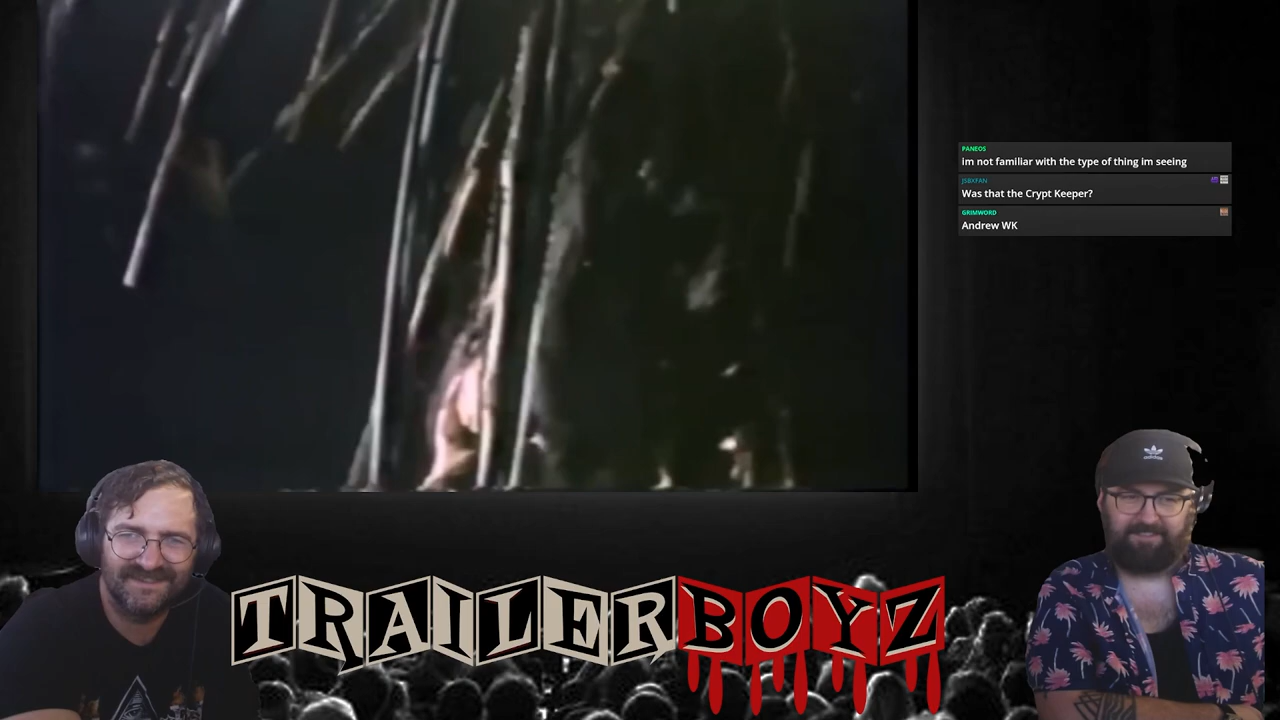 PANEOS
im not familiar with the type of thing im seeing
JSBXFAN
Was that the Crypt Keeper?
GRIMWORD
Andrew WK
TRAILERBOYZ